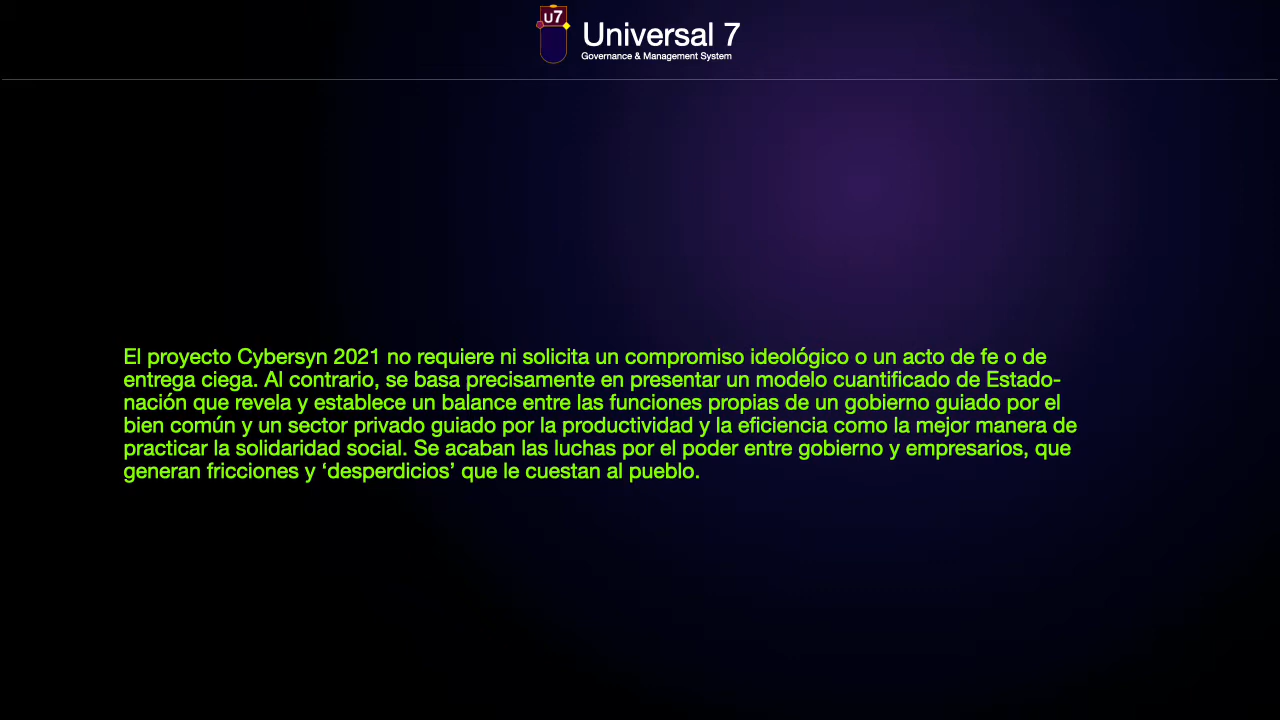 U7
Universal 7
Governance & Management System
El proyecto Cybersyn 2021 no requiere ni solicita un compromiso ideológico o un acto de fe o de
entrega ciega. Al contrario, se basa precisamente en presentar un modelo cuantificado de Estado-
nación que revela y establece un balance entre las funciones propias de un gobierno guiado por el
bien común y un sector privado guiado por la productividad y la eficiencia como la mejor manera de
practicar la solidaridad social. Se acaban las luchas por el poder entre gobierno y empresarios, que
generan fricciones y ‘desperdicios’ que le cuestan al pueblo.